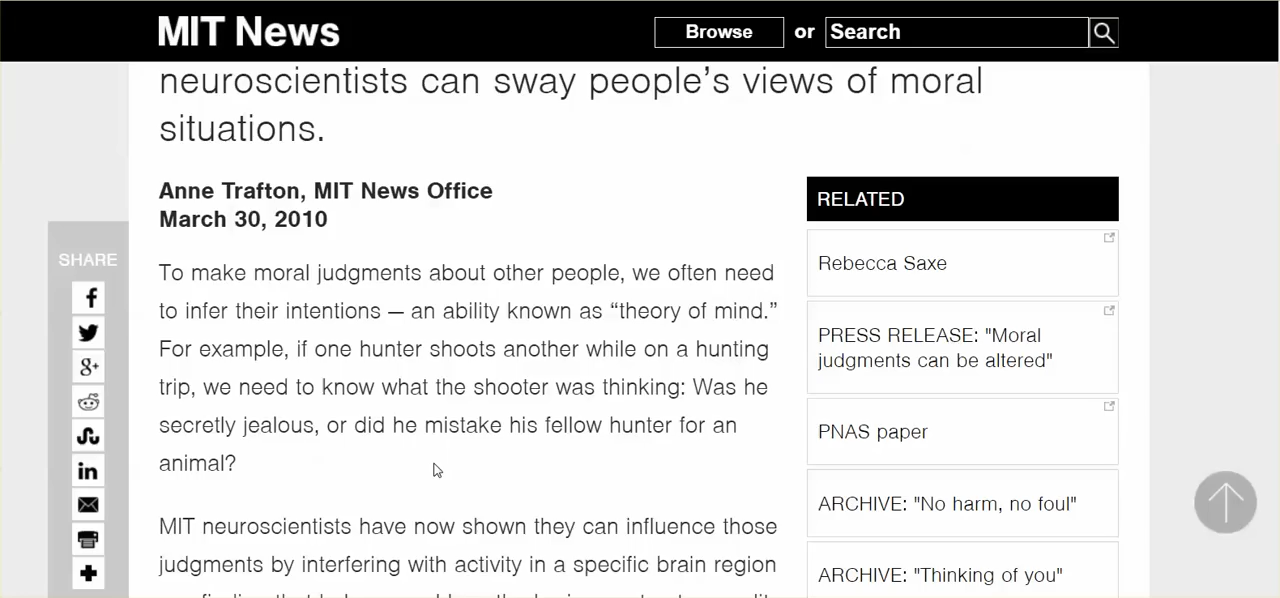 MIT News
Browse or Search
neuroscientists can sway people's views of moral
situations.
Anne Trafton, MIT News Office
March 30, 2010
To make moral judgments about other people, we often need
to infer their intentions — an ability known as “theory of mind.”
For example, if one hunter shoots another while on a hunting
trip, we need to know what the shooter was thinking: Was he
secretly jealous, or did he mistake his fellow hunter for an
animal?
MIT neuroscientists have now shown they can influence those
judgments by interfering with activity in a specific brain region
SHARE
RELATED
Rebecca Saxe
PRESS RELEASE: "Moral
judgments can be altered"
PNAS paper
ARCHIVE: "No harm, no foul"
ARCHIVE: "Thinking of you"